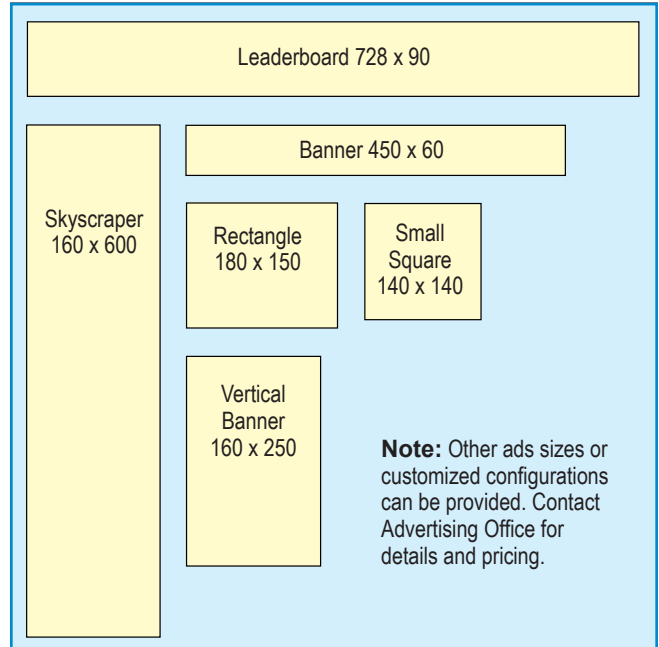 Leaderboard 728 x 90
Banner 450 x 60
Skyscraper
160 x 600
Rectangle
180 x 150
Small
Square
140 x 140
Vertical
Banner
160 x 250
Note: Other ads sizes or
customized configurations
can be provided. Contact
Advertising Office for
details and pricing.